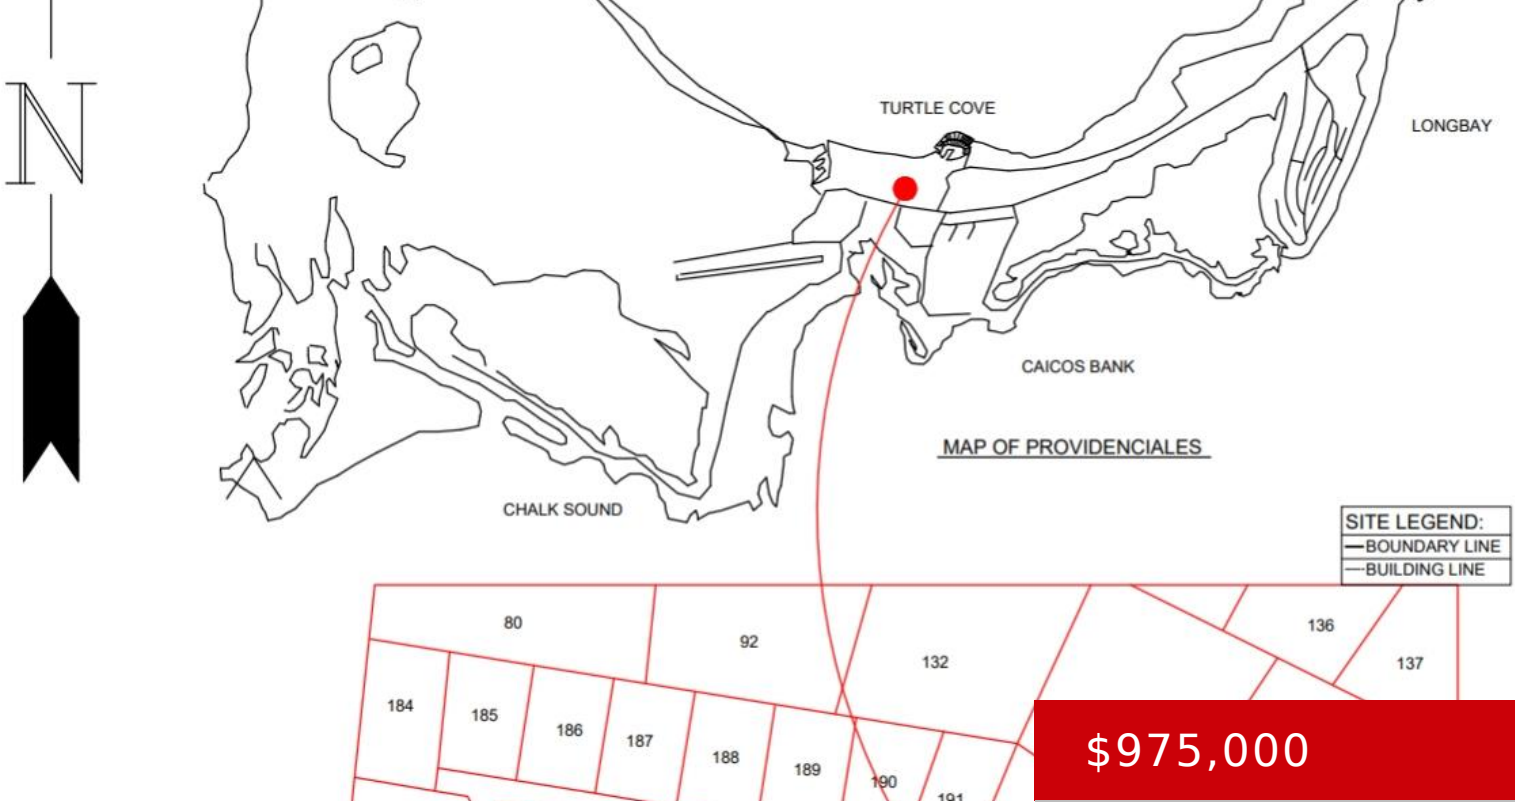 N
TURTLE COVE
LONGBAY
CAICOS BANK
MAP OF PROVIDENCIALES
CHALK SOUND
SITE LEGEND:
BOUNDARY LINE
BUILDING LINE
80
92
132
136
137
184
185
186
187
188
189
190
191
$975,000